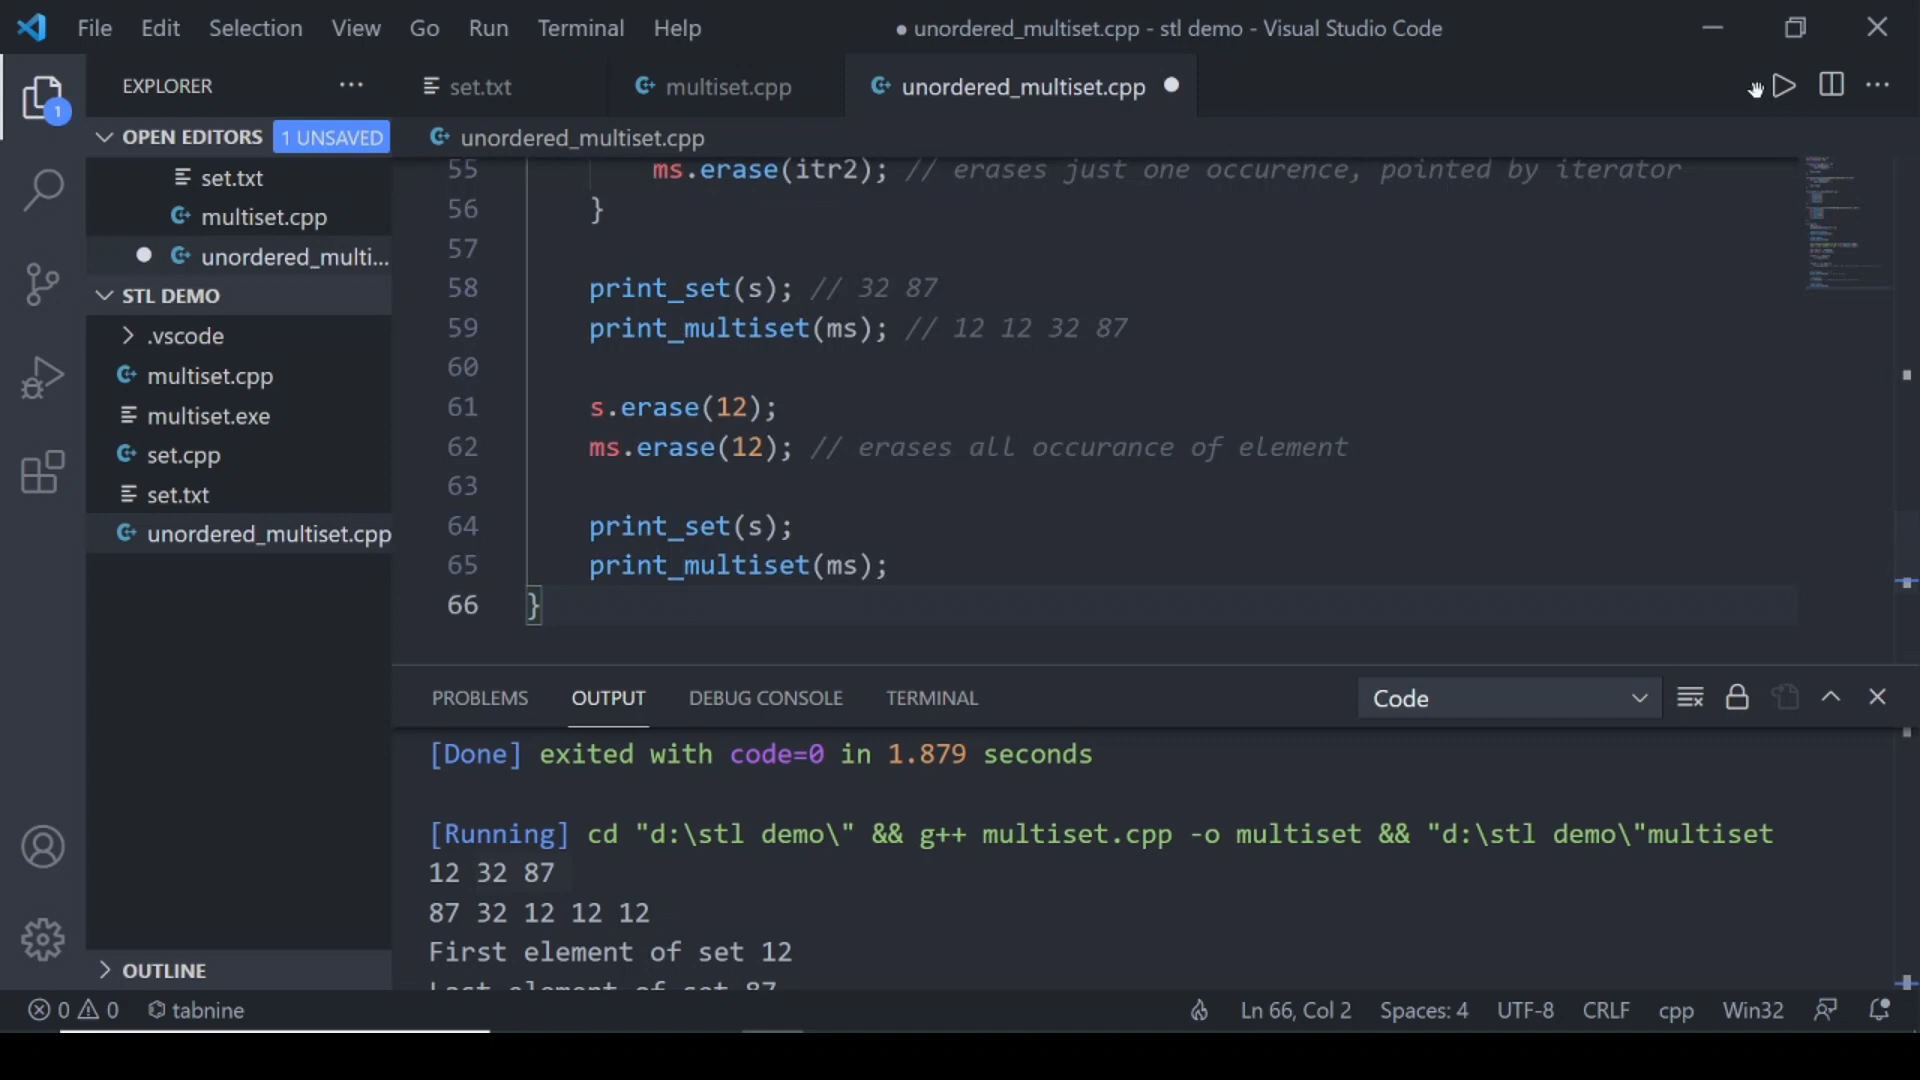 File Edit Selection View Go Run Terminal Help ● unordered_multiset.cpp - stl demo - Visual Studio Code
EXPLORER ... set.txt multiset.cpp unordered_multiset.cpp
OPEN EDITORS 1 UNSAVED unordered_multiset.cpp
set.txt
multiset.cpp
unordered_multi...
STL DEMO
.vscode
multiset.cpp
multiset.exe
set.cpp
set.txt
unordered_multiset.cpp
OUTLINE
1
55 ms.erase(itr2); // erases just one occurence, pointed by iterator
56 }
57
58 print_set(s); // 32 87
59 print_multiset(ms); // 12 12 32 87
60
61 s.erase(12);
62 ms.erase(12); // erases all occurance of element
63
64 print_set(s);
65 print_multiset(ms);
66 }
PROBLEMS OUTPUT DEBUG CONSOLE TERMINAL Code
[Done] exited with code=0 in 1.879 seconds
[Running] cd "d:\stl demo\" && g++ multiset.cpp -o multiset && "d:\stl demo\"multiset
12 32 87
87 32 12 12 12
First element of set 12
Last element of set 87
0 0 tabnine Ln 66, Col 2 Spaces: 4 UTF-8 CRLF cpp Win32